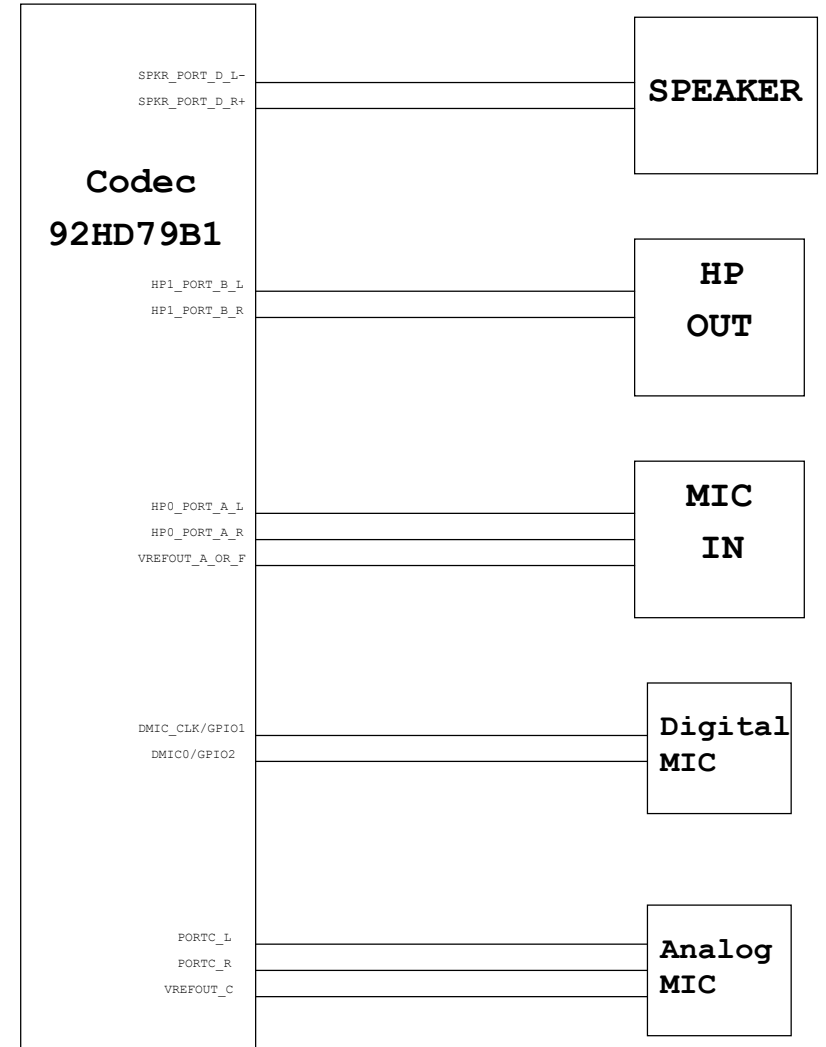 SPKR_PORT_D_L-
SPKR_PORT_D_R+
SPEAKER
Codec
92HD79B1
HP1_PORT_B_L
HP1_PORT_B_R
HP
OUT
HP0_PORT_A_L
HP0_PORT_A_R
VREFOUT_A_OR_F
MIC
IN
DMIC_CLK/GPIO1
DMIC0/GPIO2
Digital
MIC
PORTC_L
PORTC_R
VREFOUT_C
Analog
MIC